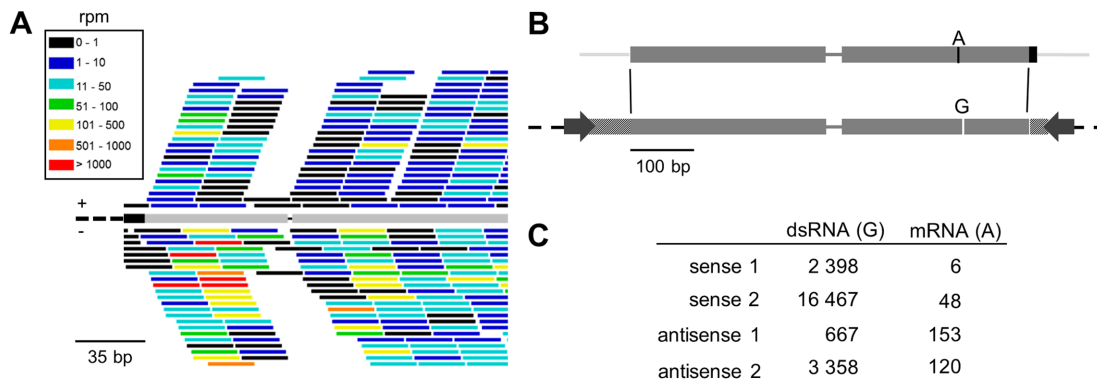 A
rpm
0 - 1
1 - 10
11 - 50
51 - 100
101 - 500
501 - 1000
> 1000
+
-
35 bp
B
A
G
100 bp
C
dsRNA (G) mRNA (A)
sense 1 2 398 6
sense 2 16 467 48
antisense 1 667 153
antisense 2 3 358 120